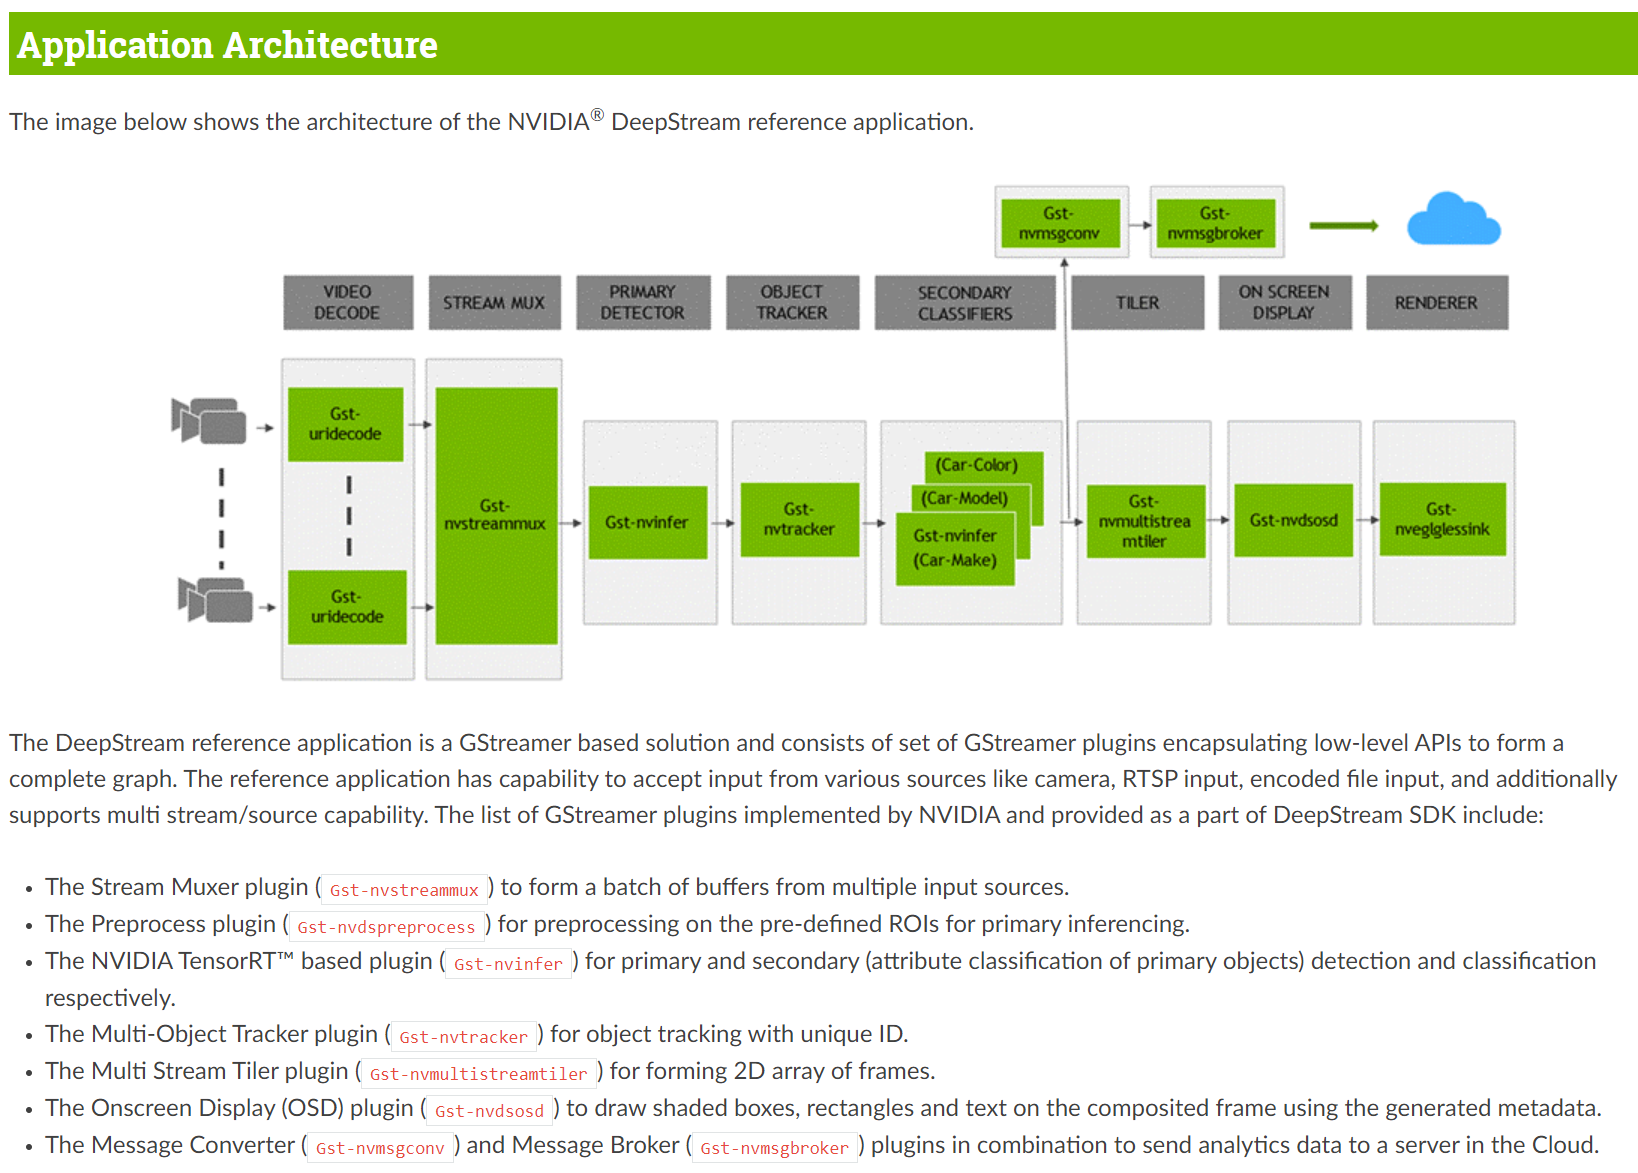 Application Architecture
The image below shows the architecture of the NVIDIA® DeepStream reference application.
Gst-
nvmsgconv
Gst-
nvmsgbroker
VIDEO
DECODE
STREAM MUX
PRIMARY
DETECTOR
OBJECT
TRACKER
SECONDARY
CLASSIFIERS
TILER
ON SCREEN
DISPLAY
RENDERER
Gst-
uridecode
Gst-
uridecode
Gst-
nvstreammux
Gst-nvinfer
Gst-
nvtracker
(Car-Color)
(Car-Model)
Gst-nvinfer
(Car-Make)
Gst-
nvmultistrea
mtiler
Gst-nvdsosd
Gst-
nveglglessink
The DeepStream reference application is a GStreamer based solution and consists of set of GStreamer plugins encapsulating low-level APIs to form a
complete graph. The reference application has capability to accept input from various sources like camera, RTSP input, encoded file input, and additionally
supports multi stream/source capability. The list of GStreamer plugins implemented by NVIDIA and provided as a part of DeepStream SDK include:
• The Stream Muxer plugin (Gst-nvstreammux) to form a batch of buffers from multiple input sources.
• The Preprocess plugin (Gst-nvdspreprocess) for preprocessing on the pre-defined ROIs for primary inferencing.
• The NVIDIA TensorRT™ based plugin (Gst-nvinfer) for primary and secondary (attribute classification of primary objects) detection and classification
respectively.
• The Multi-Object Tracker plugin (Gst-nvtracker) for object tracking with unique ID.
• The Multi Stream Tiler plugin (Gst-nvmultistreamtiler) for forming 2D array of frames.
• The Onscreen Display (OSD) plugin (Gst-nvdsosd) to draw shaded boxes, rectangles and text on the composited frame using the generated metadata.
• The Message Converter (Gst-nvmsgconv) and Message Broker (Gst-nvmsgbroker) plugins in combination to send analytics data to a server in the Cloud.